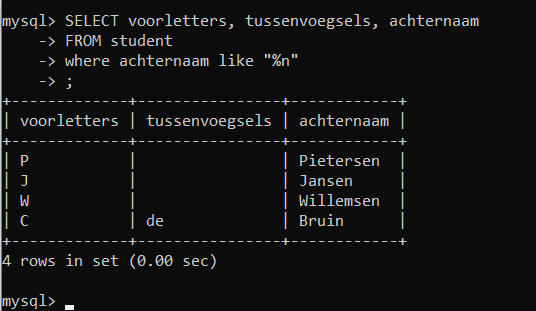 mysql> SELECT voorletters, tussenvoegsels, achternaam
    -> FROM student
    -> where achternaam like "%n"
    -> ;
+-------------+----------------+------------+
| voorletters | tussenvoegsels | achternaam |
+-------------+----------------+------------+
| P           |                | Pietersen  |
| J           |                | Jansen     |
| W           |                | Willemsen  |
| C           | de             | Bruin      |
+-------------+----------------+------------+
4 rows in set (0.00 sec)

mysql>